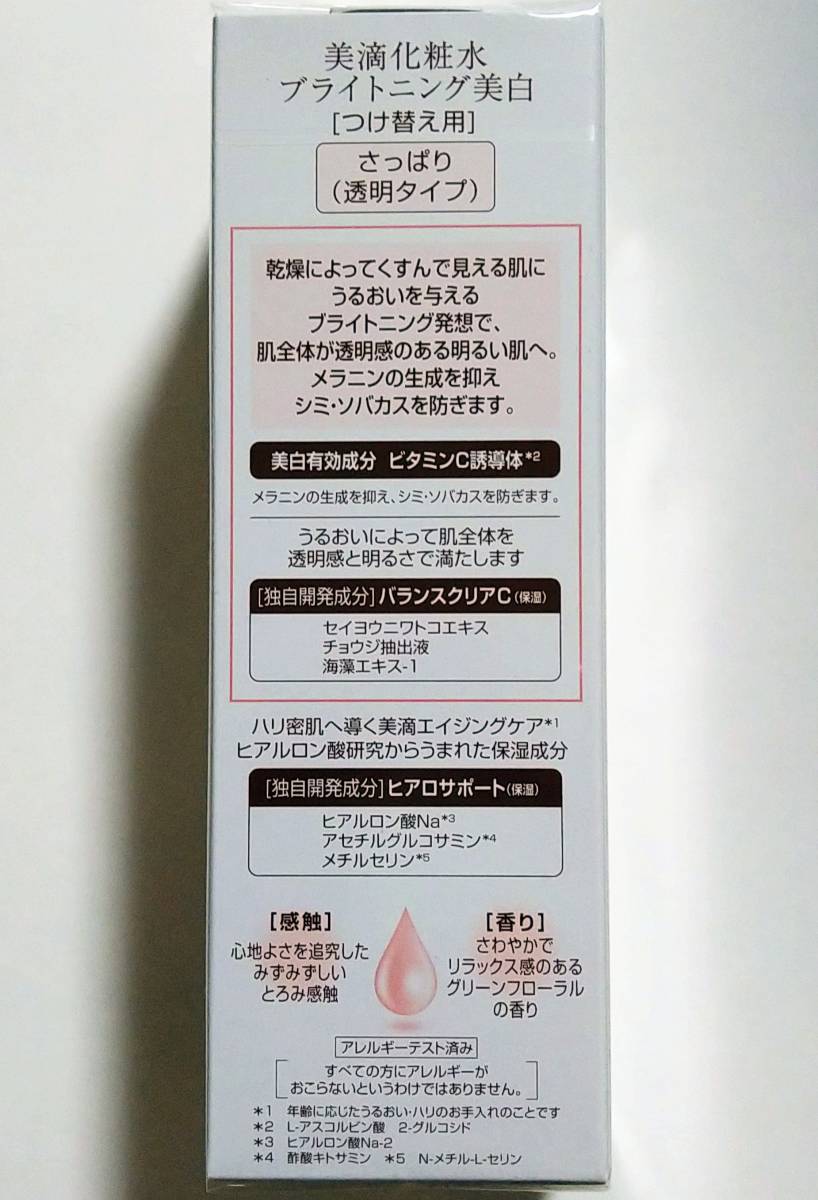 美滴化粧水
ブライトニング美白
[つけ替え用]
さっぱり
(透明タイプ)
乾燥によってくすんで見える肌に
うるおいを与える
ブライトニング発想で、
肌全体が透明感のある明るい肌へ。
メラニンの生成を抑え
シミ・ソバカスを防ぎます。
美白有効成分 ビタミンC誘導体*2
メラニンの生成を抑え、シミ・ソバカスを防ぎます。
うるおいによって肌全体を
透明感と明るさで満たします
[独自開発成分]バランスクリアC(保湿)
セイヨウニワトコエキス
チョウジ抽出液
海藻エキス-1
ハリ密肌へ導く美滴エイジングケア*1
ヒアルロン酸研究からうまれた保湿成分
[独自開発成分]ヒアロサポート(保湿)
ヒアルロン酸Na*3
アセチルグルコサミン*4
メチルセリン*5
[感触]
心地よさを追究した
みずみずしい
とろみ感触
[香り]
さわやかで
リラックス感のある
グリーンフローラル
の香り
アレルギーテスト済み
すべての方にアレルギーが
おこらないというわけではありません。
*1 年齢に応じたうるおい・ハリのお手入れのことです
*2 L-アスコルビン酸 2-グルコシド
*3 ヒアルロン酸Na-2
*4 酢酸キトサミン *5 N-メチル-L-セリン